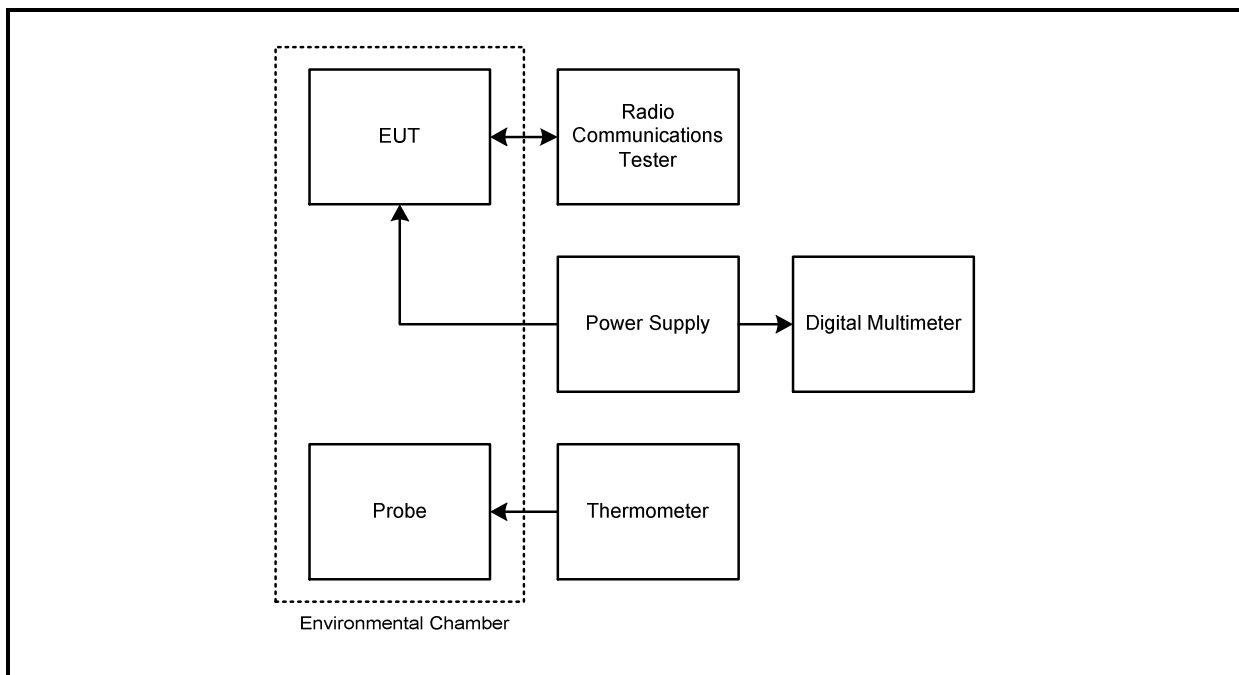 EUT
Radio
Communications
Tester
Power Supply
Digital Multimeter
Probe
Thermometer
Environmental Chamber